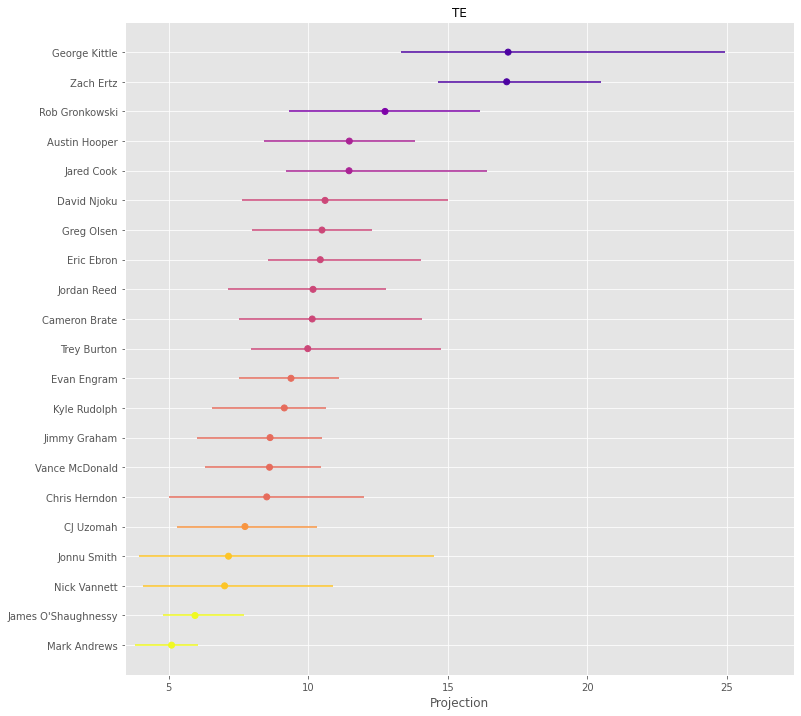 TE
George Kittle
Zach Ertz
Rob Gronkowski
Austin Hooper
Jared Cook
David Njoku
Greg Olsen
Eric Ebron
Jordan Reed
Cameron Brate
Trey Burton
Evan Engram
Kyle Rudolph
Jimmy Graham
Vance McDonald
Chris Herndon
CJ Uzomah
Jonnu Smith
Nick Vannett
James O'Shaughnessy
Mark Andrews
5 10 15 20 25
Projection